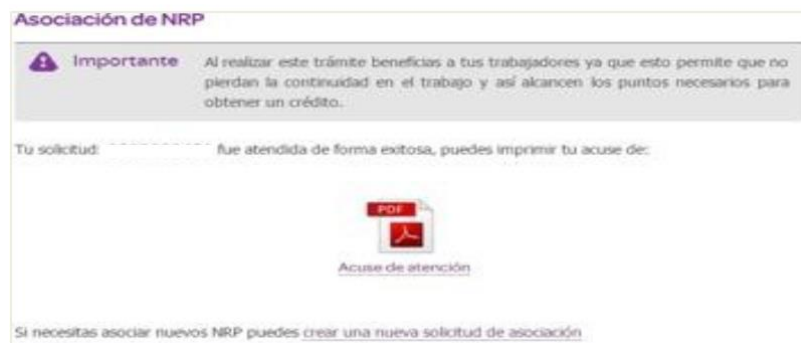 Asociación de NRP
Importante
Al realizar este trámite beneficias a tus trabajadores ya que esto permite que no
pierdan la continuidad en el trabajo y así alcancen los puntos necesarios para
obtener un crédito.
Tu solicitud: fue atendida de forma exitosa, puedes imprimir tu acuse de:
PDF
Acuse de atención
Si necesitas asociar nuevos NRP puedes crear una nueva solicitud de asociación